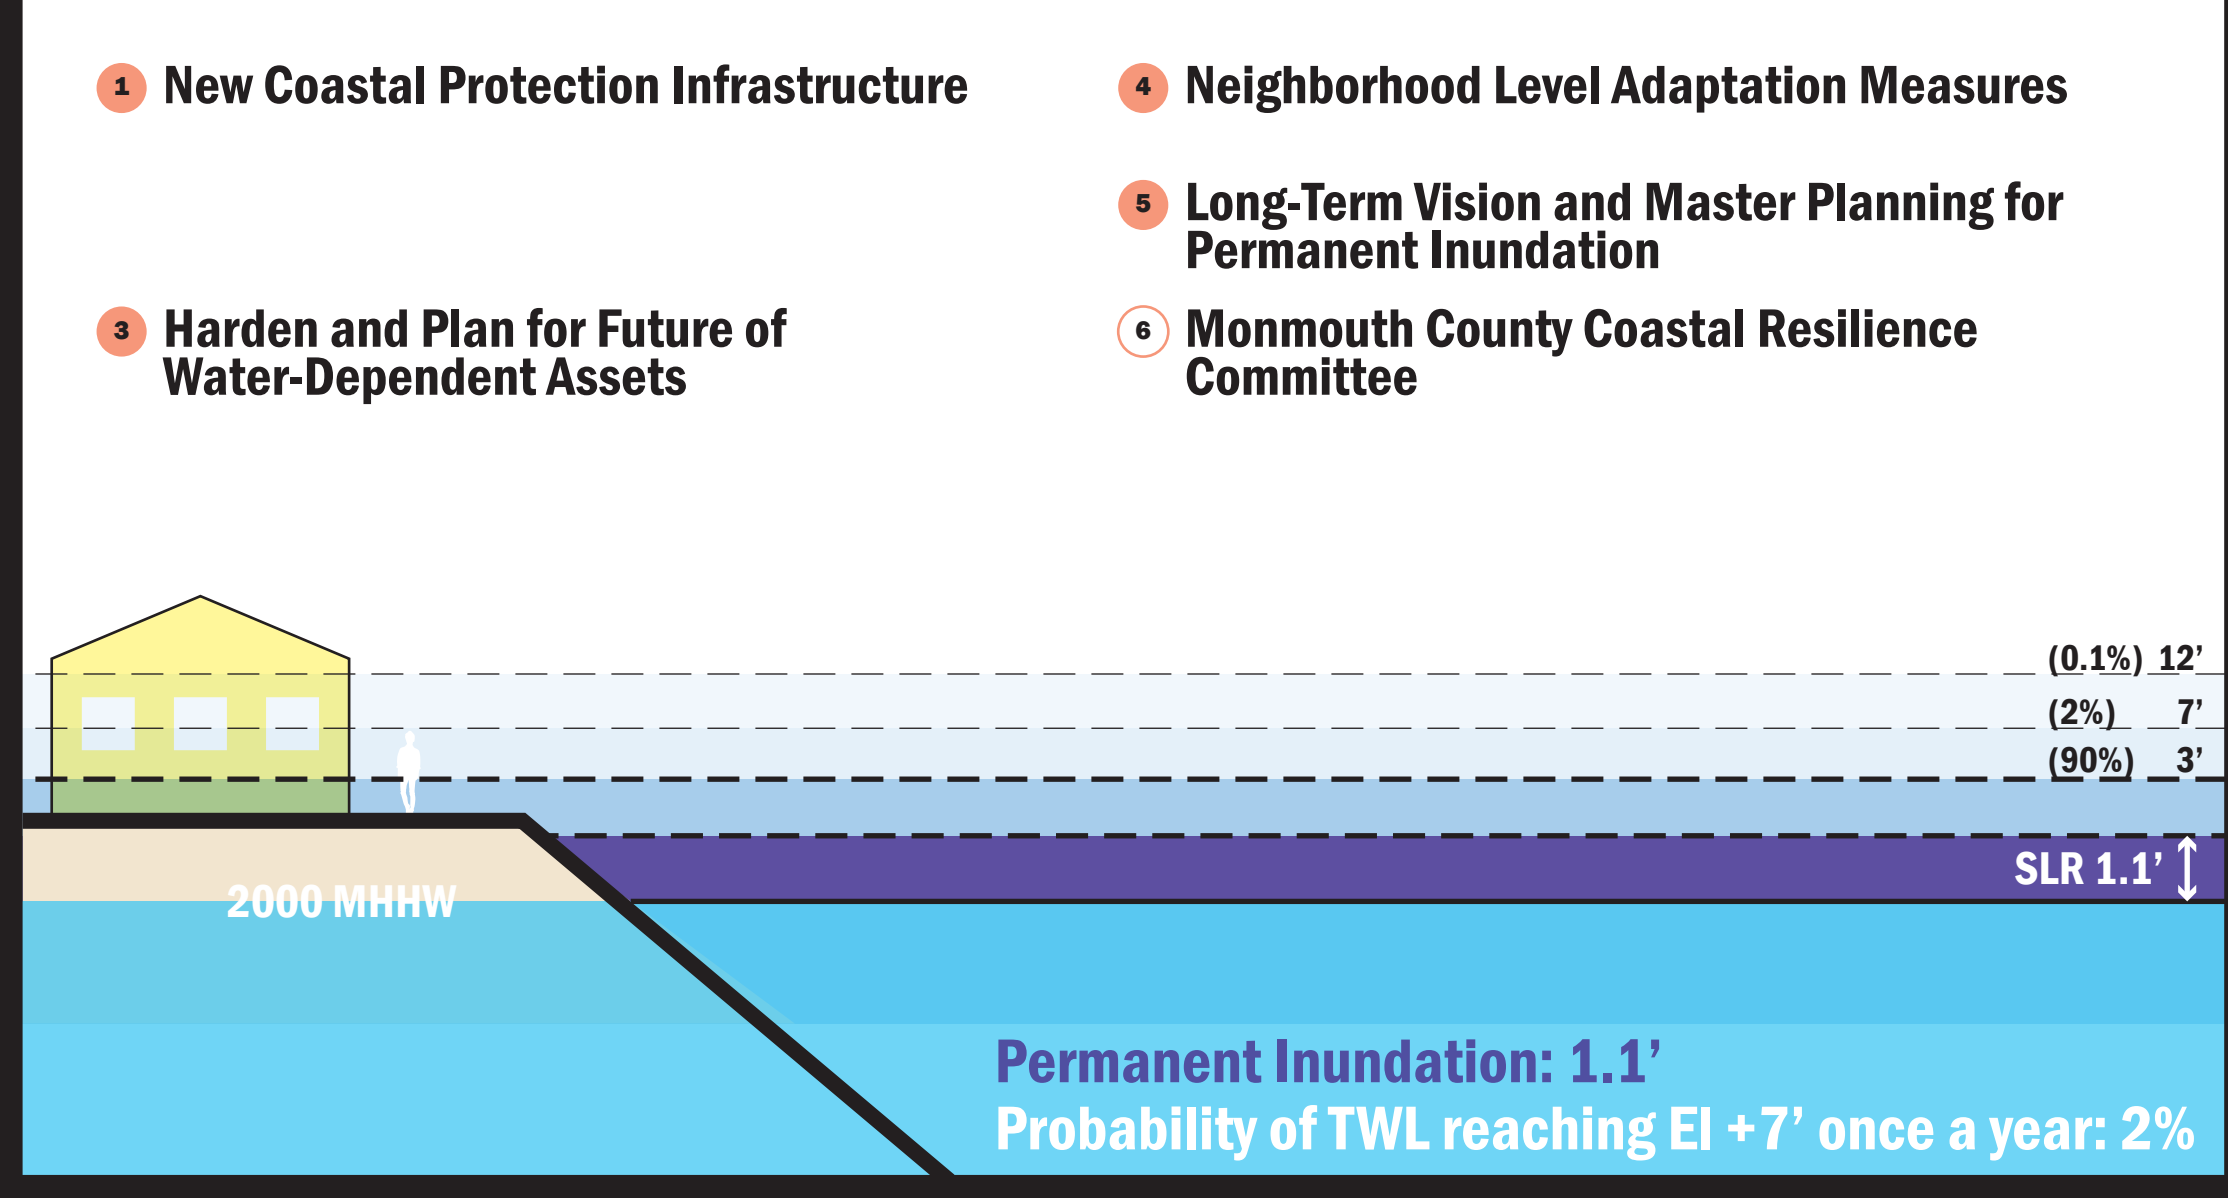 1 New Coastal Protection Infrastructure
3 Harden and Plan for Future of
Water-Dependent Assets
4 Neighborhood Level Adaptation Measures
5 Long-Term Vision and Master Planning for
Permanent Inundation
6 Monmouth County Coastal Resilience
Committee
(0.1%) 12’
(2%) 7’
(90%) 3’
SLR 1.1’
2000 MHHW
Permanent Inundation: 1.1’
Probability of TWL reaching El +7’ once a year: 2%